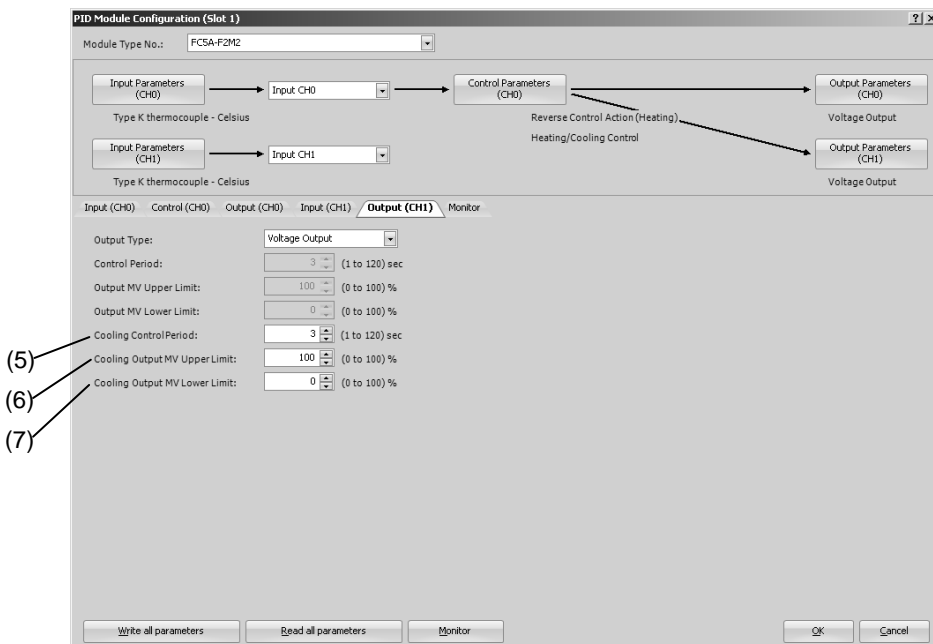 PID Module Configuration (Slot 1)
? X
Module Type No.: FC5A-F2M2
Input Parameters (CH0)
Input CH0
Control Parameters (CH0)
Output Parameters (CH0)
Type K thermocouple - Celsius
Reverse Control Action (Heating)
Voltage Output
Heating/Cooling Control
Input Parameters (CH1)
Input CH1
Output Parameters (CH1)
Type K thermocouple - Celsius
Voltage Output
Input (CH0) Control (CH0) Output (CH0) Input (CH1) Output (CH1) Monitor
Output Type: Voltage Output
Control Period: 3 (1 to 120) sec
Output MV Upper Limit: 100 (0 to 100) %
Output MV Lower Limit: 0 (0 to 100) %
(5) Cooling Control Period: 3 (1 to 120) sec
(6) Cooling Output MV Upper Limit: 100 (0 to 100) %
(7) Cooling Output MV Lower Limit: 0 (0 to 100) %
Write all parameters Read all parameters Monitor OK Cancel